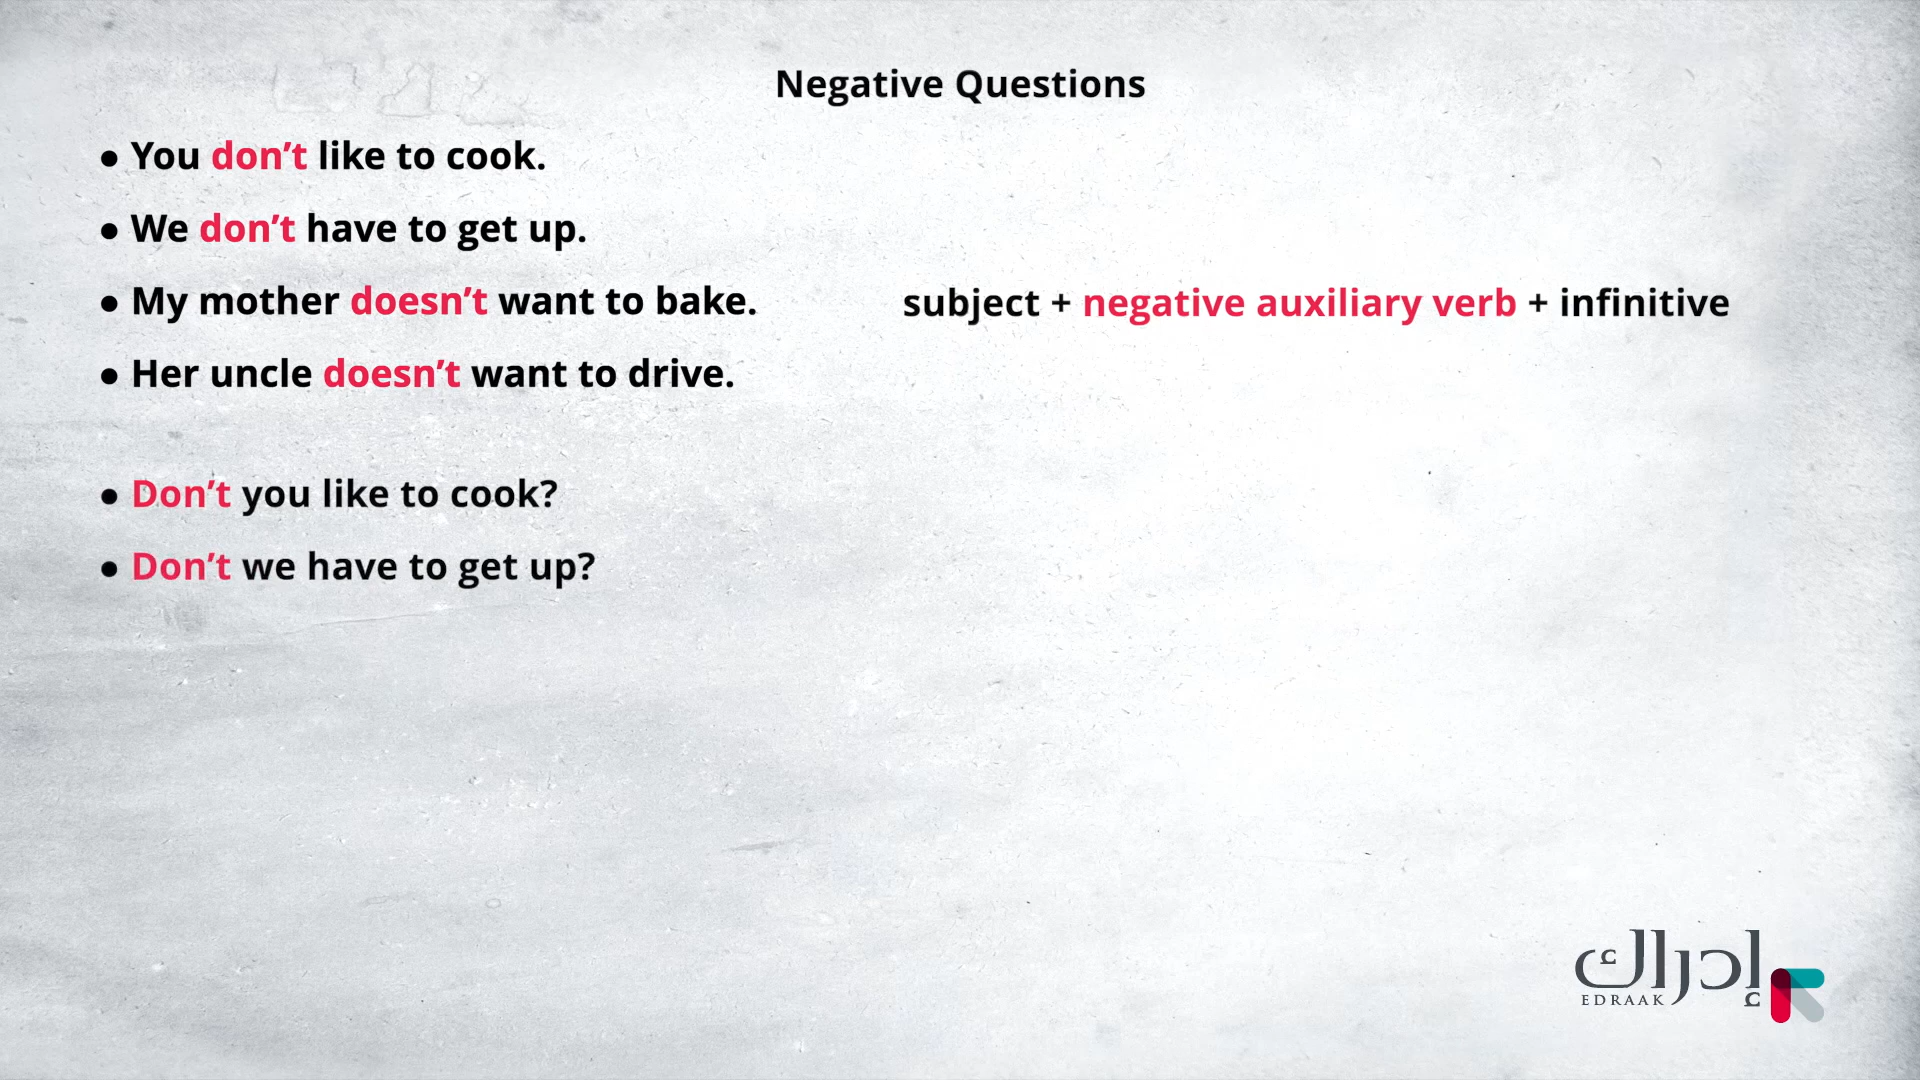 Negative Questions
• You don’t like to cook.
• We don’t have to get up.
• My mother doesn’t want to bake.
subject + negative auxiliary verb + infinitive
• Her uncle doesn’t want to drive.
• Don’t you like to cook?
• Don’t we have to get up?
إدراك
EDRAAK